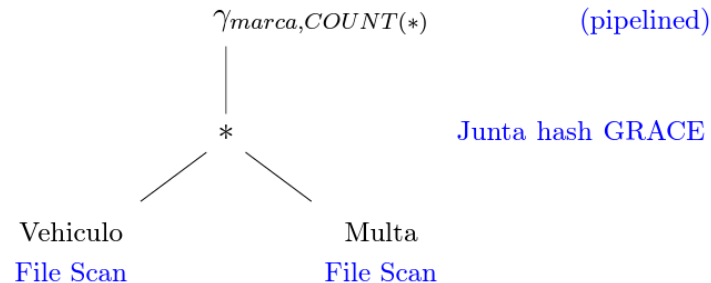 γmarca,COUNT(*) (pipelined)
* Junta hash GRACE
Vehiculo Multa
File Scan File Scan